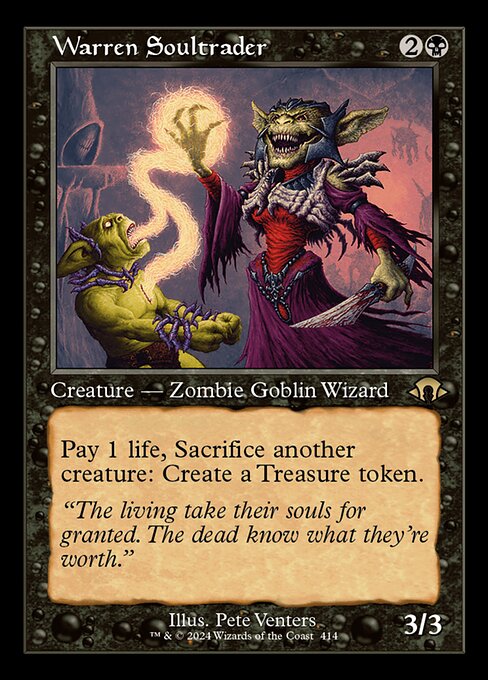 Warren Soultrader 2
Creature — Zombie Goblin Wizard
Pay 1 life, Sacrifice another
creature: Create a Treasure token.
“The living take their souls for
granted. The dead know what they’re
worth.”
Illus. Pete Venters
3/3
™ & © 2024 Wizards of the Coast 414